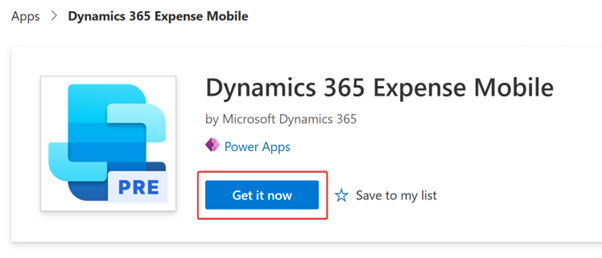 Apps > Dynamics 365 Expense Mobile
Dynamics 365 Expense Mobile
by Microsoft Dynamics 365
Power Apps
PRE
Get it now ☆ Save to my list